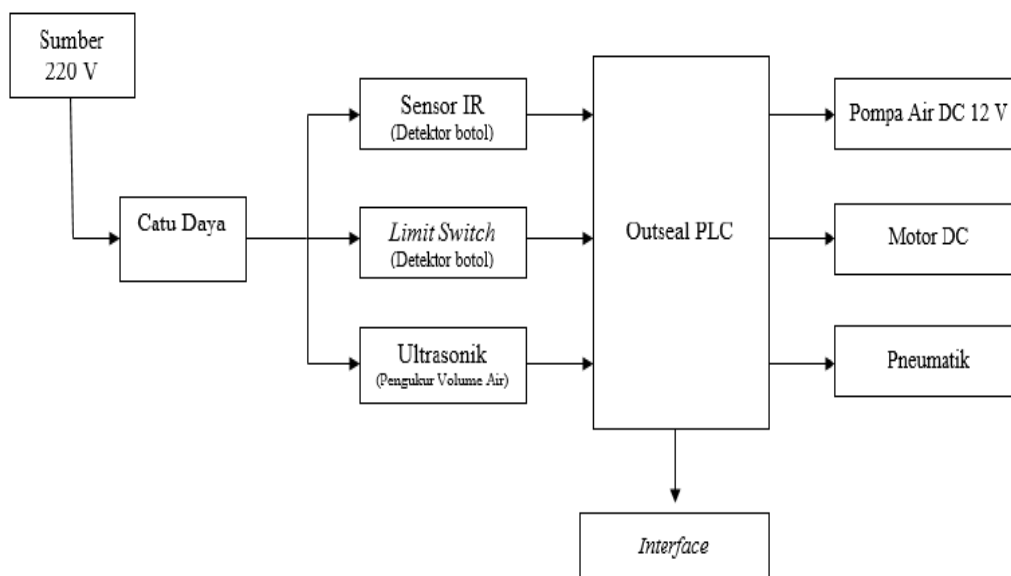 Sumber
220 V
Catu Daya
Sensor IR
(Detektor botol)
Limit Switch
(Detektor botol)
Ultrasonik
(Pengukur Volume Air)
Outseal PLC
Pompa Air DC 12 V
Motor DC
Pneumatik
Interface